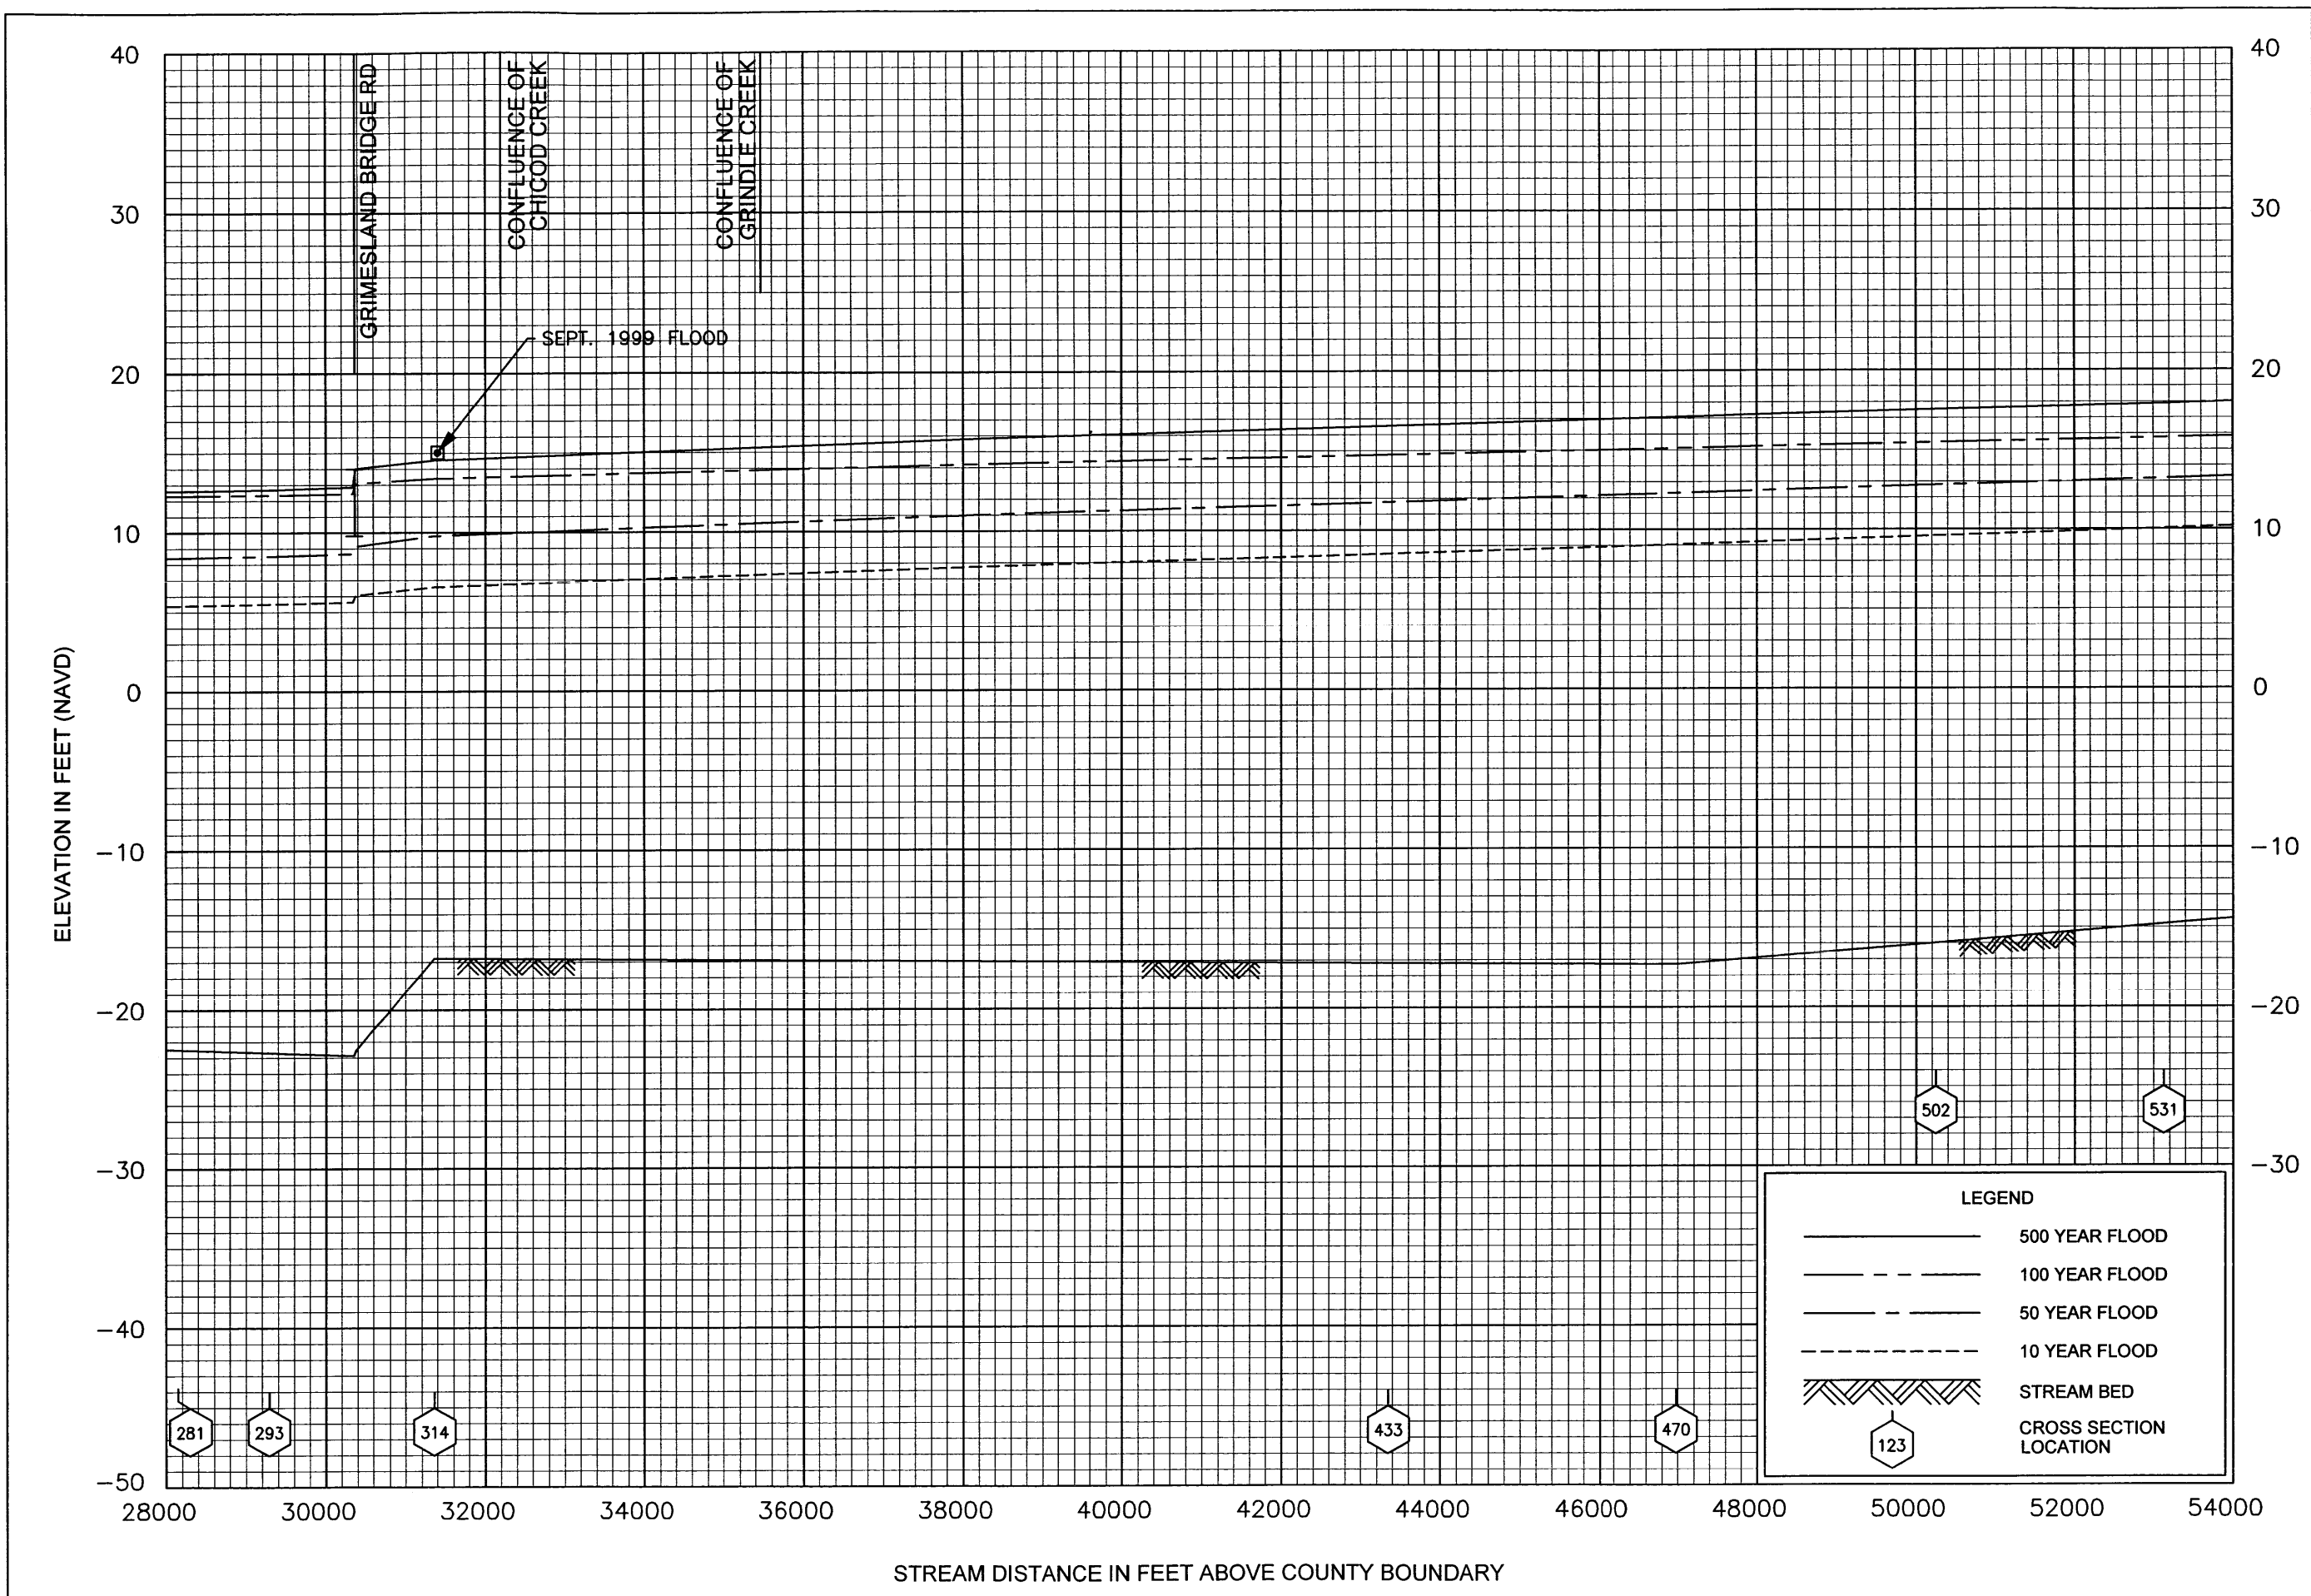 40
30
20
10
0
−10
−20
−30
−40
−50
ELEVATION IN FEET (NAVD)
GRIMESLAND BRIDGE RD
CONFLUENCE OF
CHICOD CREEK
CONFLUENCE OF
GRINDLE CREEK
SEPT. 1999 FLOOD
40
30
20
10
0
−10
−20
−30
502
531
281
293
314
433
470
LEGEND
500 YEAR FLOOD
100 YEAR FLOOD
50 YEAR FLOOD
10 YEAR FLOOD
STREAM BED
123
CROSS SECTION
LOCATION
28000 30000 32000 34000 36000 38000 40000 42000 44000 46000 48000 50000 52000 54000
STREAM DISTANCE IN FEET ABOVE COUNTY BOUNDARY